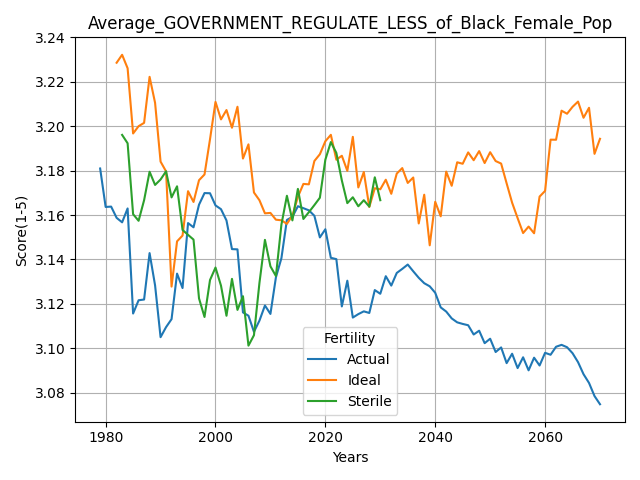 Average_GOVERNMENT_REGULATE_LESS_of_Black_Female_Pop
3.24
3.22
3.20
3.18
3.16
3.14
3.12
3.10
3.08
Score(1-5)
Fertility
Actual
Ideal
Sterile
1980
2000
2020
2040
2060
Years